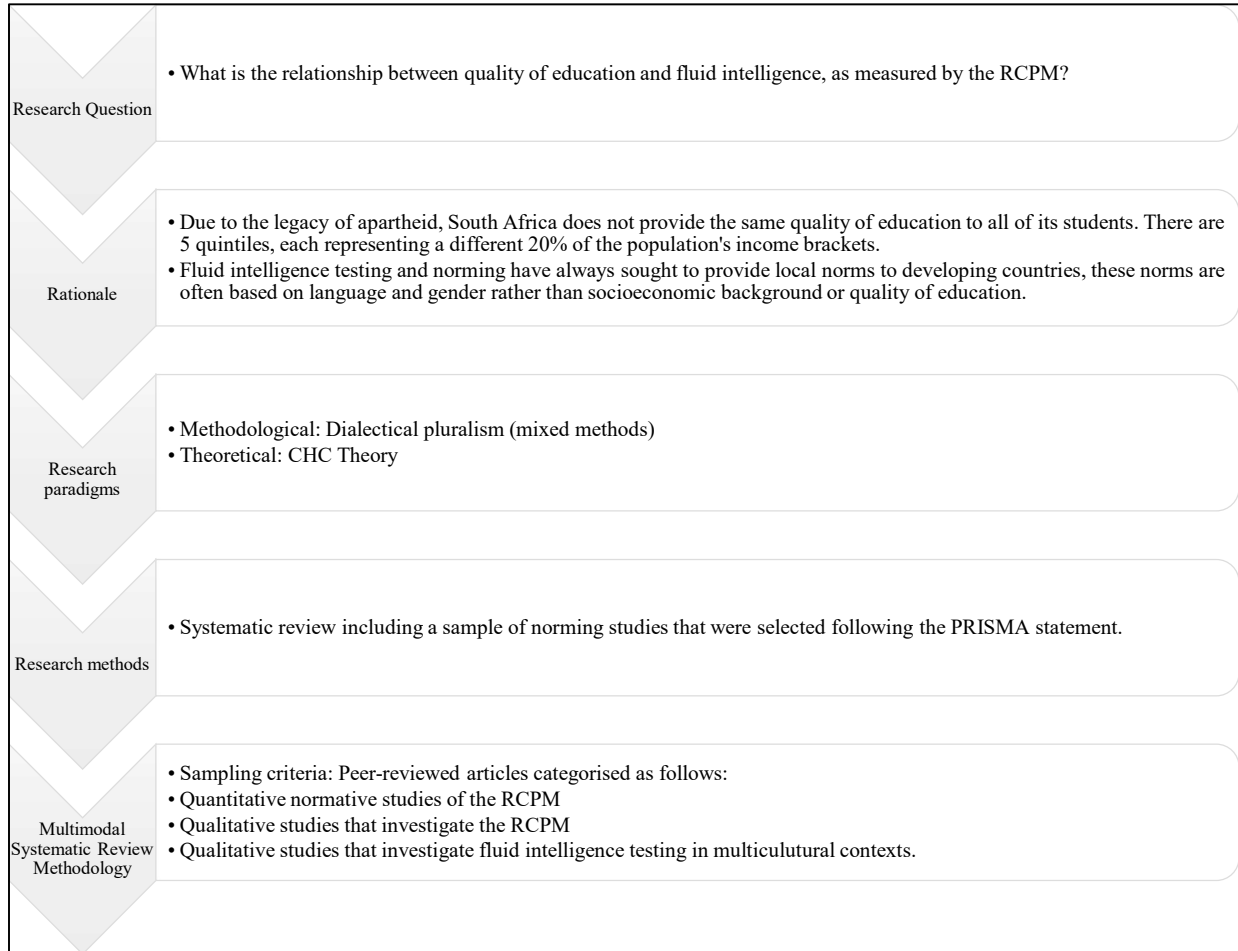 Research Question
• What is the relationship between quality of education and fluid intelligence, as measured by the RCPM?
Rationale
• Due to the legacy of apartheid, South Africa does not provide the same quality of education to all of its students. There are
5 quintiles, each representing a different 20% of the population's income brackets.
• Fluid intelligence testing and norming have always sought to provide local norms to developing countries, these norms are
often based on language and gender rather than socioeconomic background or quality of education.
Research
paradigms
• Methodological: Dialectical pluralism (mixed methods)
• Theoretical: CHC Theory
Research methods
• Systematic review including a sample of norming studies that were selected following the PRISMA statement.
Multimodal
Systematic Review
Methodology
• Sampling criteria: Peer-reviewed articles categorised as follows:
• Quantitative normative studies of the RCPM
• Qualitative studies that investigate the RCPM
• Qualitative studies that investigate fluid intelligence testing in multiculutural contexts.